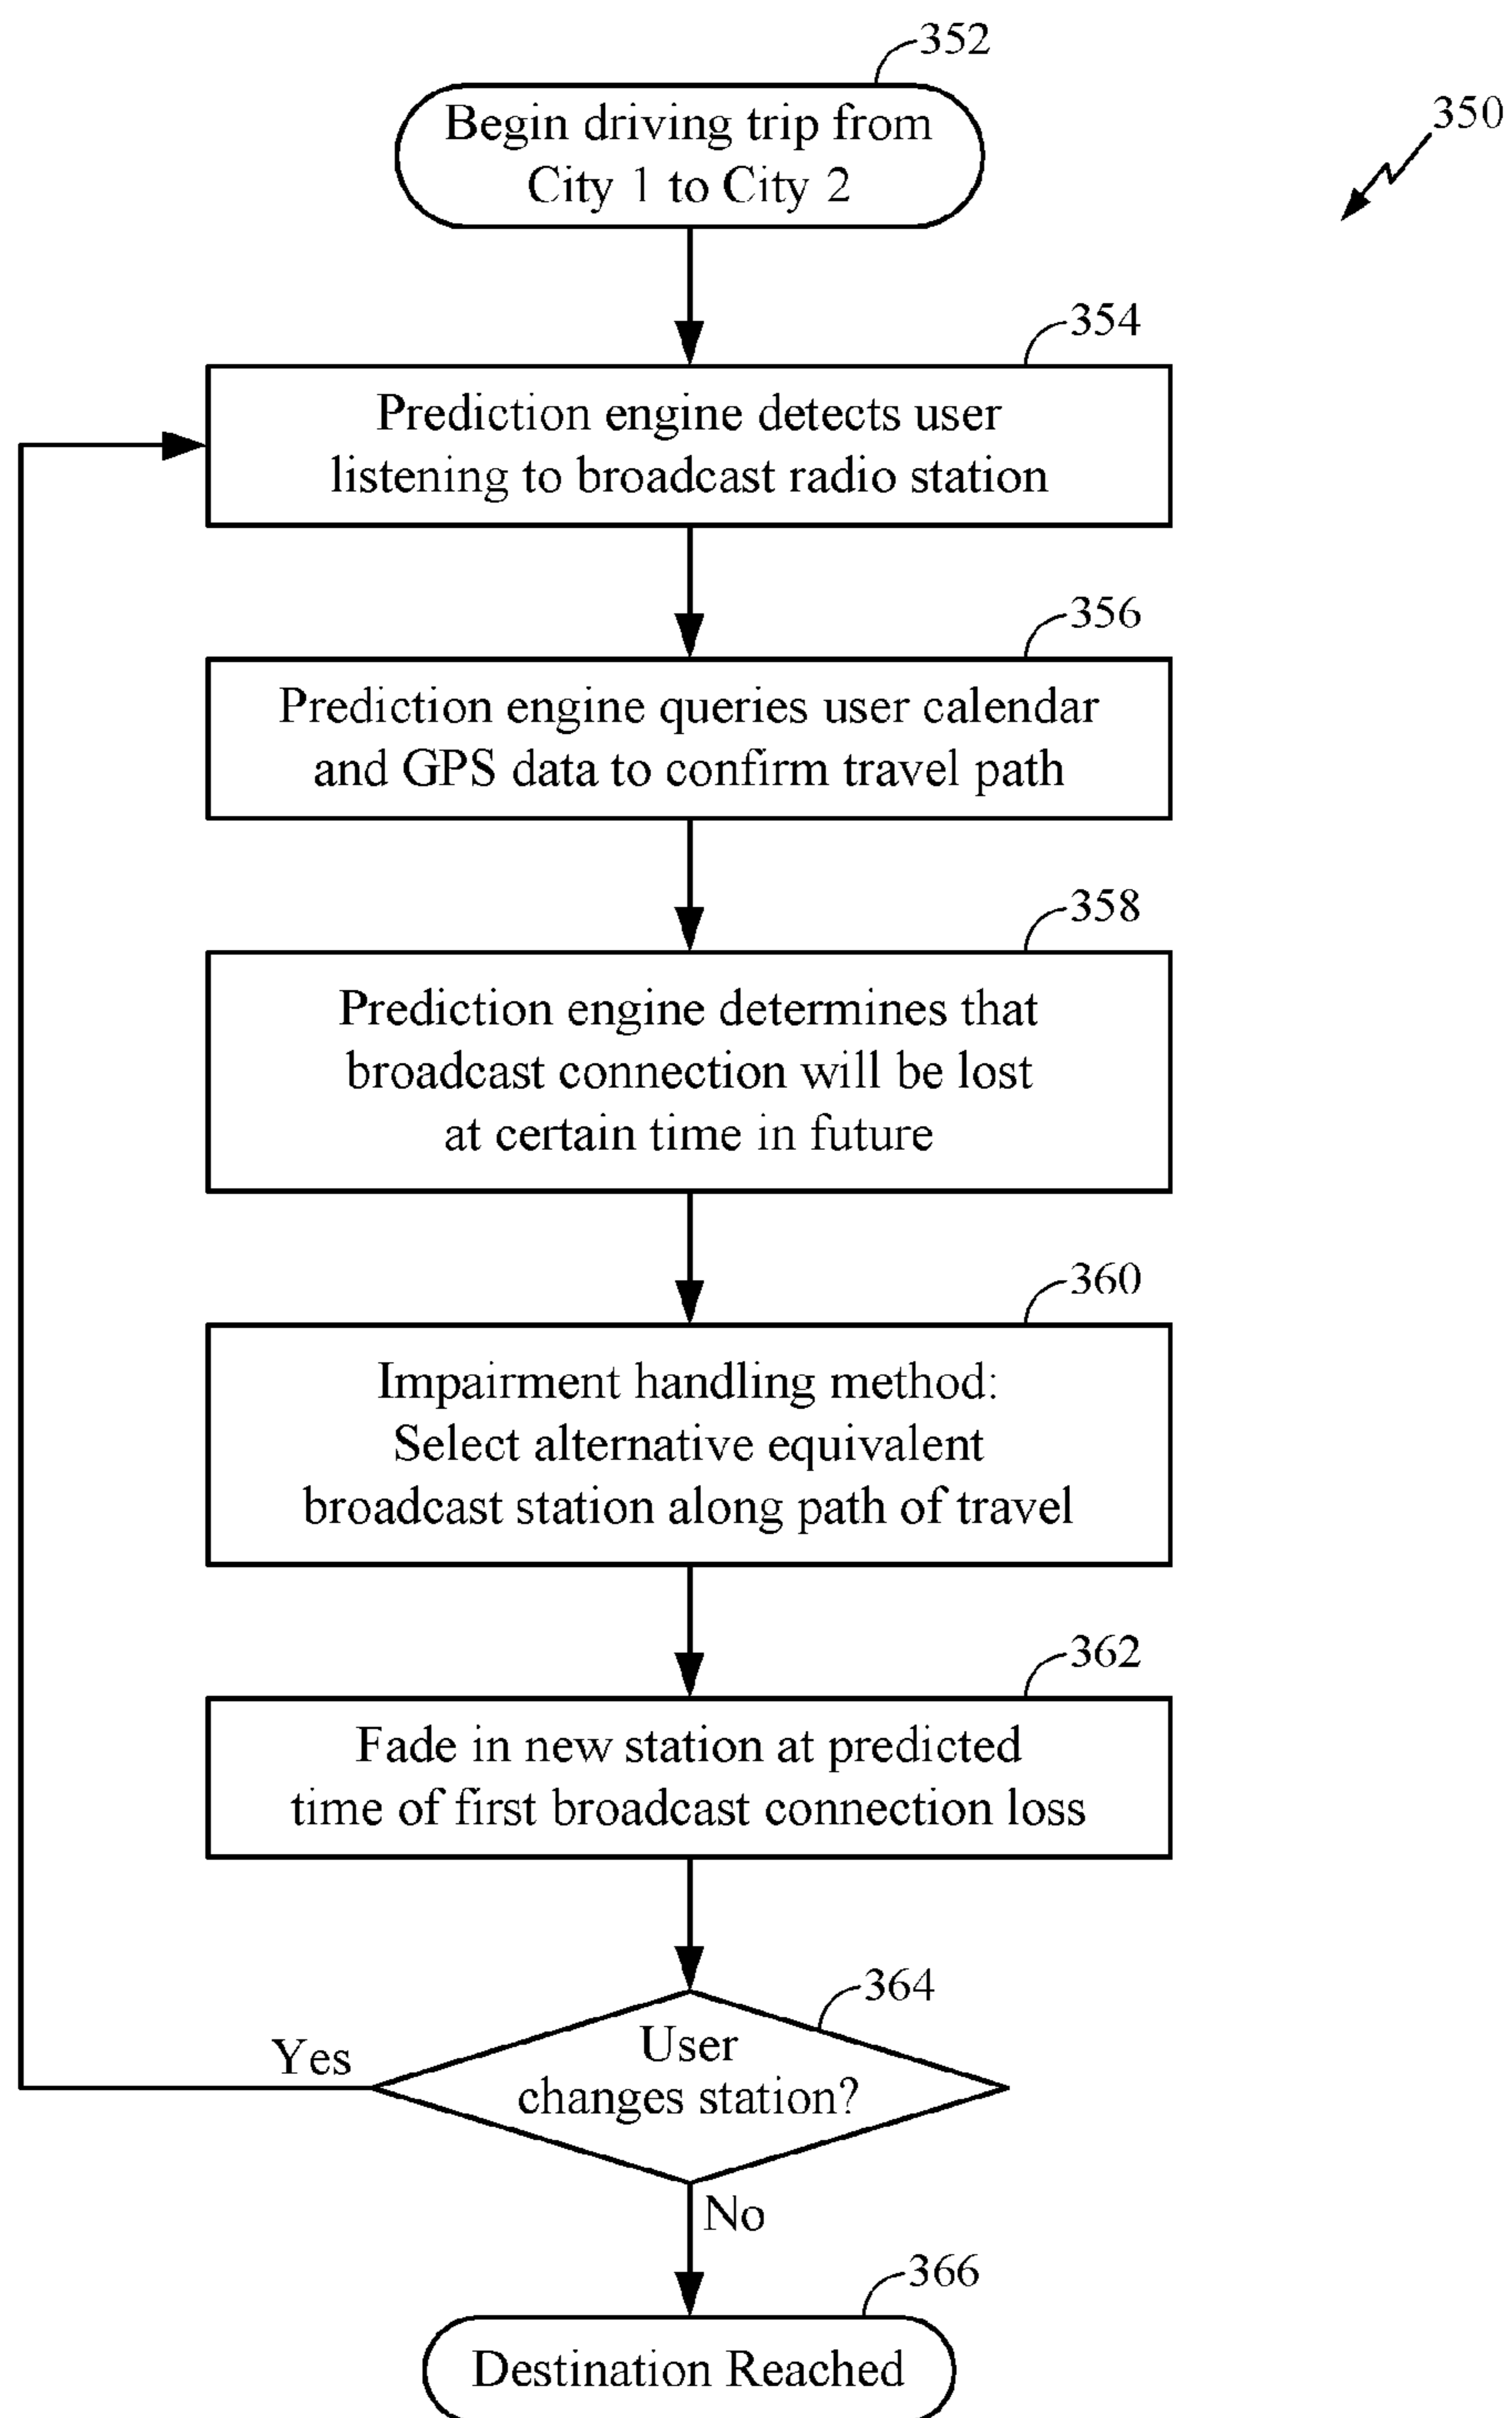 352
Begin driving trip from
City 1 to City 2
350
354
Prediction engine detects user
listening to broadcast radio station
356
Prediction engine queries user calendar
and GPS data to confirm travel path
358
Prediction engine determines that
broadcast connection will be lost
at certain time in future
360
Impairment handling method:
Select alternative equivalent
broadcast station along path of travel
362
Fade in new station at predicted
time of first broadcast connection loss
364
User
changes station?
Yes
No
366
Destination Reached